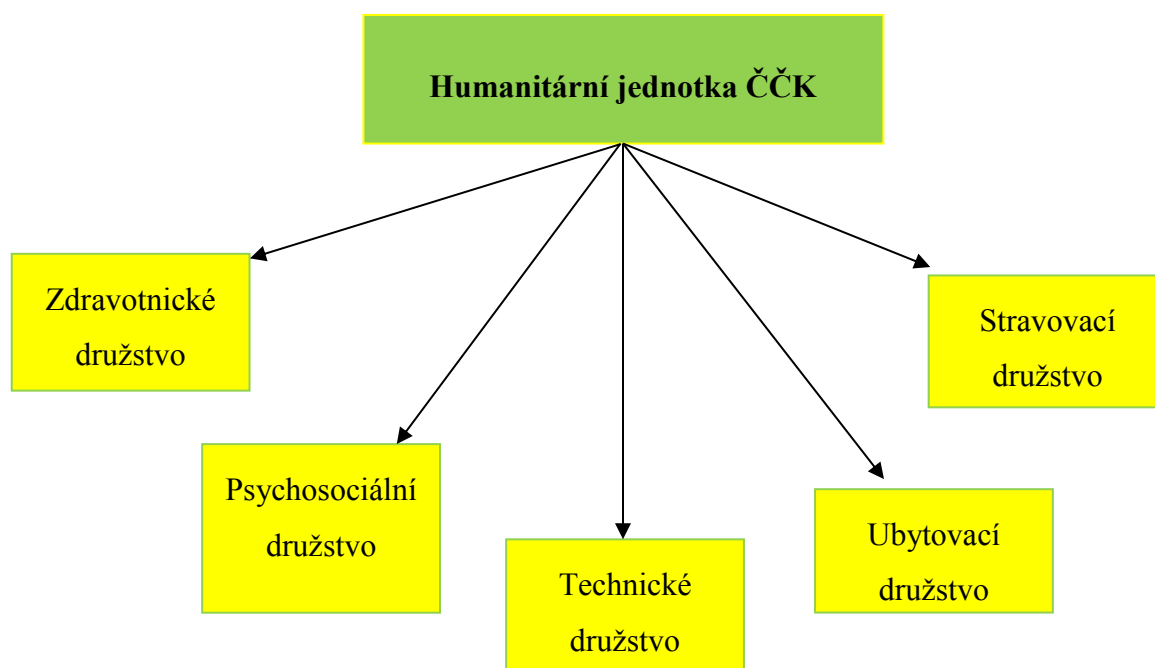 Humanitární jednotka ČČK
Zdravotnické
družstvo
Psychosociální
družstvo
Technické
družstvo
Ubytovací
družstvo
Stravovací
družstvo